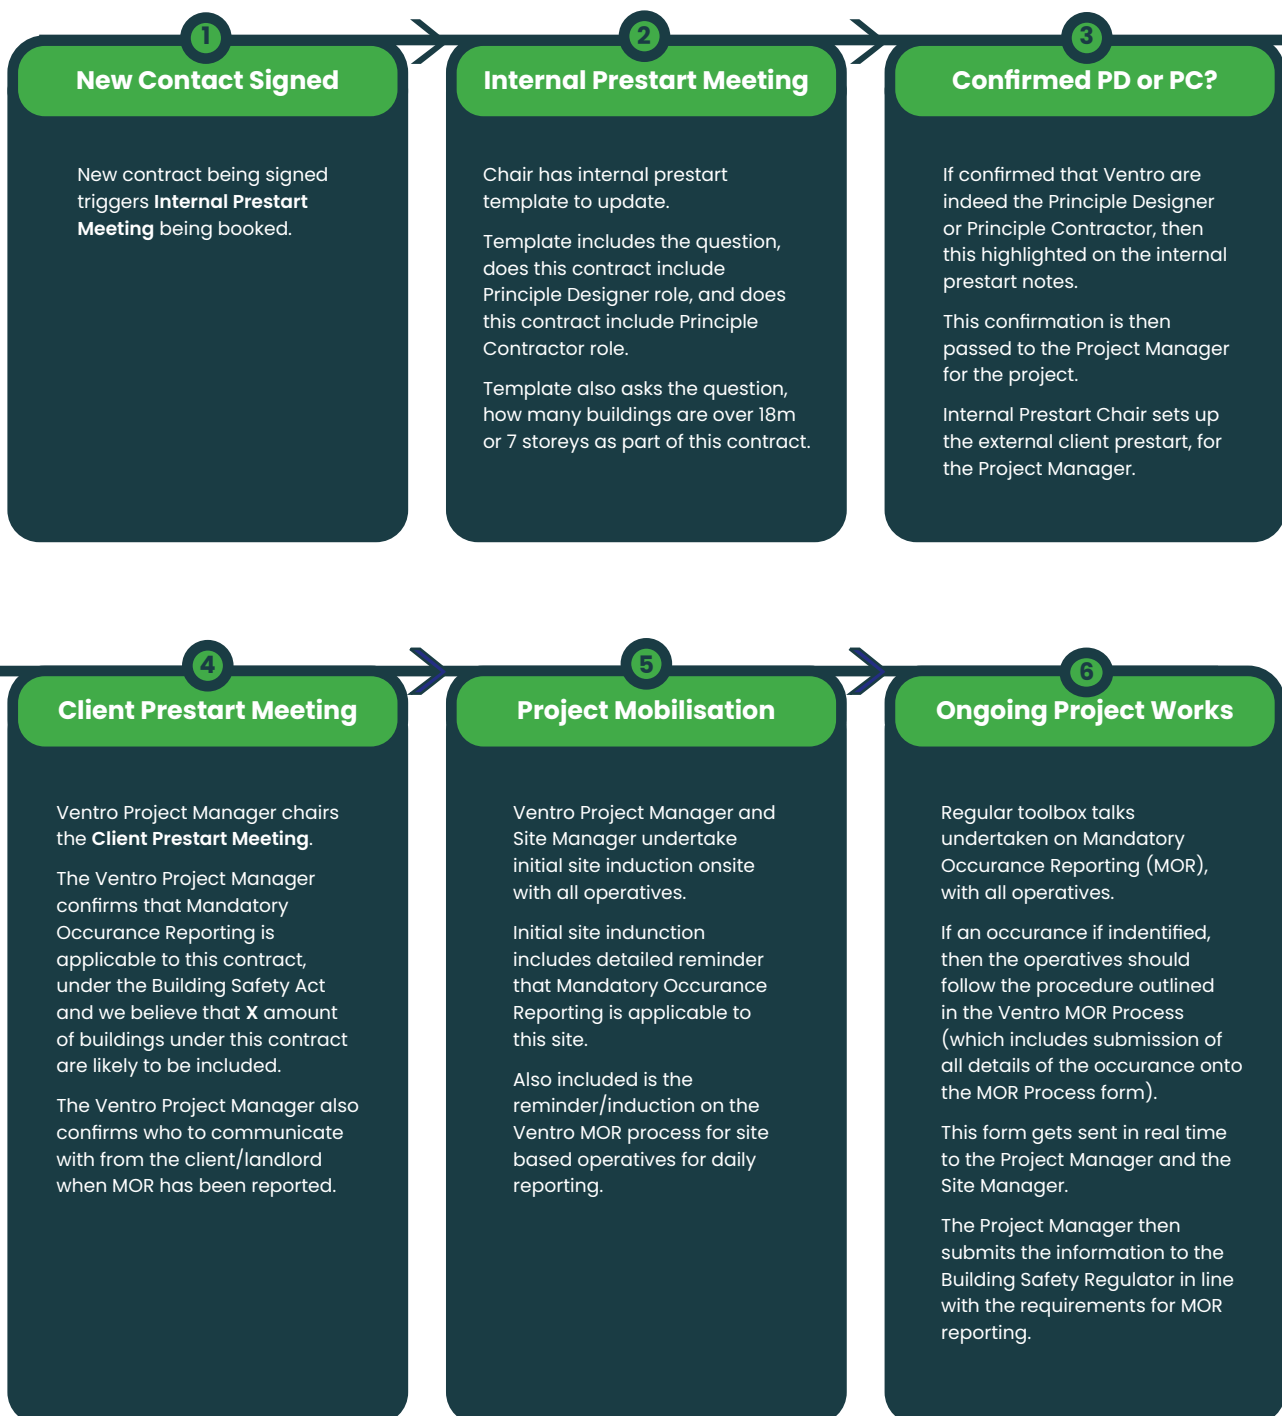 1
New Contact Signed
New contract being signed
triggers Internal Prestart
Meeting being booked.
2
Internal Prestart Meeting
Chair has internal prestart
template to update.
Template includes the question,
does this contract include
Principle Designer role, and does
this contract include Principle
Contractor role.
Template also asks the question,
how many buildings are over 18m
or 7 storeys as part of this contract.
3
Confirmed PD or PC?
If confirmed that Ventro are
indeed the Principle Designer
or Principle Contractor, then
this highlighted on the internal
prestart notes.
This confirmation is then
passed to the Project Manager
for the project.
Internal Prestart Chair sets up
the external client prestart, for
the Project Manager.
4
Client Prestart Meeting
Ventro Project Manager chairs
the Client Prestart Meeting.
The Ventro Project Manager
confirms that Mandatory
Occurance Reporting is
applicable to this contract,
under the Building Safety Act
and we believe that X amount
of buildings under this contract
are likely to be included.
The Ventro Project Manager also
confirms who to communicate
with from the client/landlord
when MOR has been reported.
5
Project Mobilisation
Ventro Project Manager and
Site Manager undertake
initial site induction onsite
with all operatives.
Initial site indunction
includes detailed reminder
that Mandatory Occurance
Reporting is applicable to
this site.
Also included is the
reminder/induction on the
Ventro MOR process for site
based operatives for daily
reporting.
6
Ongoing Project Works
Regular toolbox talks
undertaken on Mandatory
Occurance Reporting (MOR),
with all operatives.
If an occurance if indentified,
then the operatives should
follow the procedure outlined
in the Ventro MOR Process
(which includes submission of
all details of the occurance onto
the MOR Process form).
This form gets sent in real time
to the Project Manager and the
Site Manager.
The Project Manager then
submits the information to the
Building Safety Regulator in line
with the requirements for MOR
reporting.